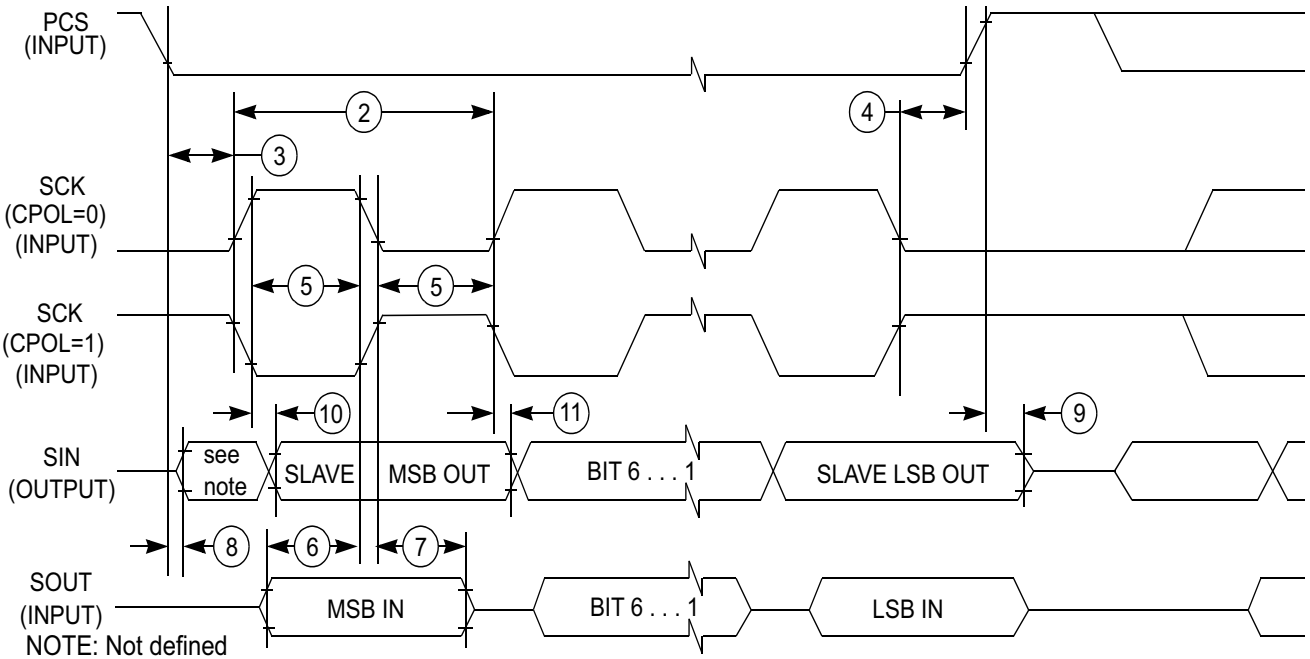 PCS
(INPUT)
2
4
3
SCK
(CPOL=0)
(INPUT)
5
5
SCK
(CPOL=1)
(INPUT)
10
11
9
SIN
(OUTPUT)
see
note
SLAVE
MSB OUT
BIT 6 . . . 1
SLAVE LSB OUT
8
6
7
SOUT
(INPUT)
MSB IN
BIT 6 . . . 1
LSB IN
NOTE: Not defined